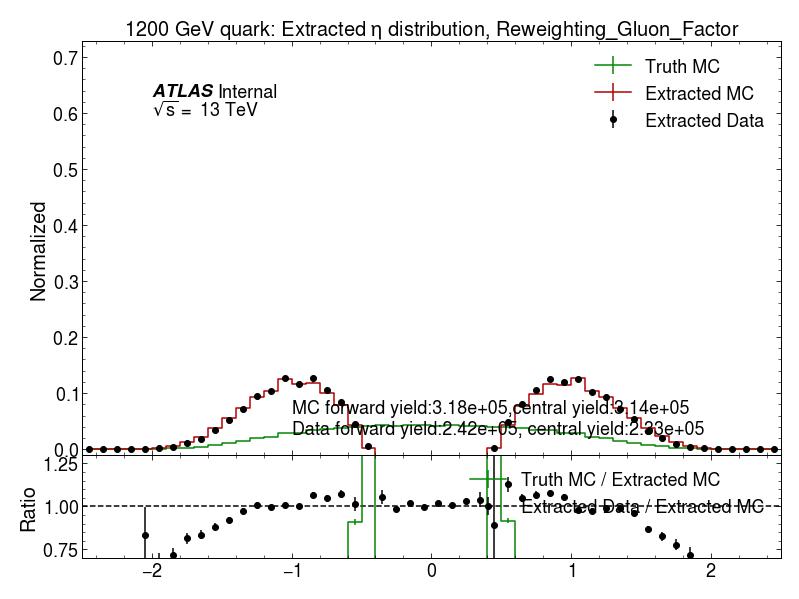 1200 GeV quark: Extracted η distribution, Reweighting_Gluon_Factor
0.7
0.6
0.5
0.4
0.3
0.2
0.1
0.0
Normalized
ATLAS Internal
√s = 13 TeV
Truth MC
Extracted MC
Extracted Data
MC forward yield:3.18e+05,central yield:3.14e+05
Data forward yield:2.42e+05, central yield:2.23e+05
1.25
1.00
0.75
Ratio
Truth MC / Extracted MC
Extracted Data / Extracted MC
−2
−1
0
1
2